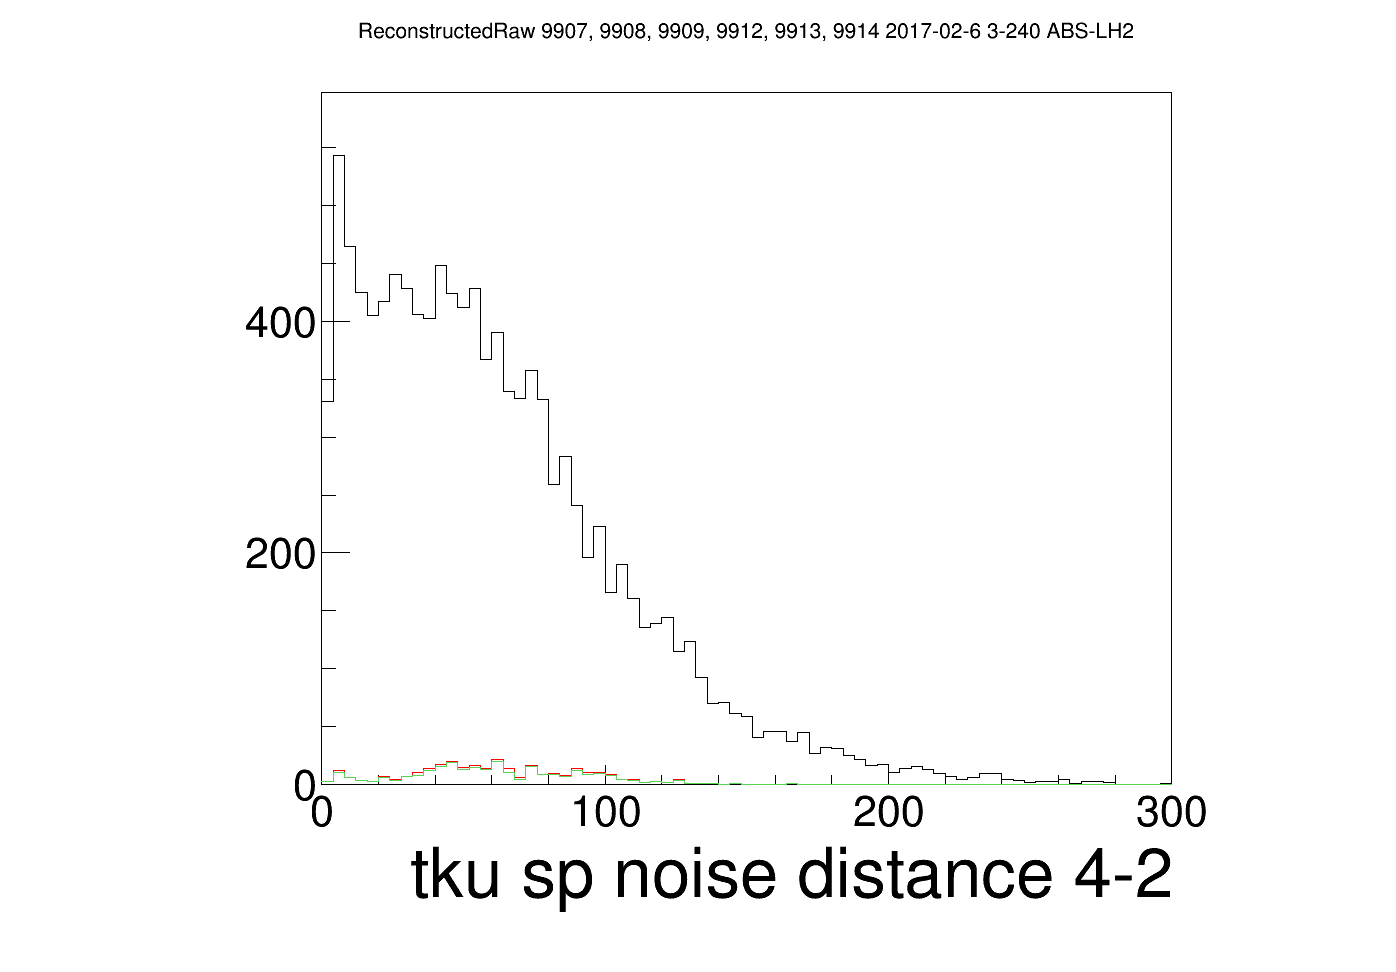 ReconstructedRaw 9907, 9908, 9909, 9912, 9913, 9914 2017-02-6 3-240 ABS-LH2
400
200
0
0 100 200 300
tku sp noise distance 4-2